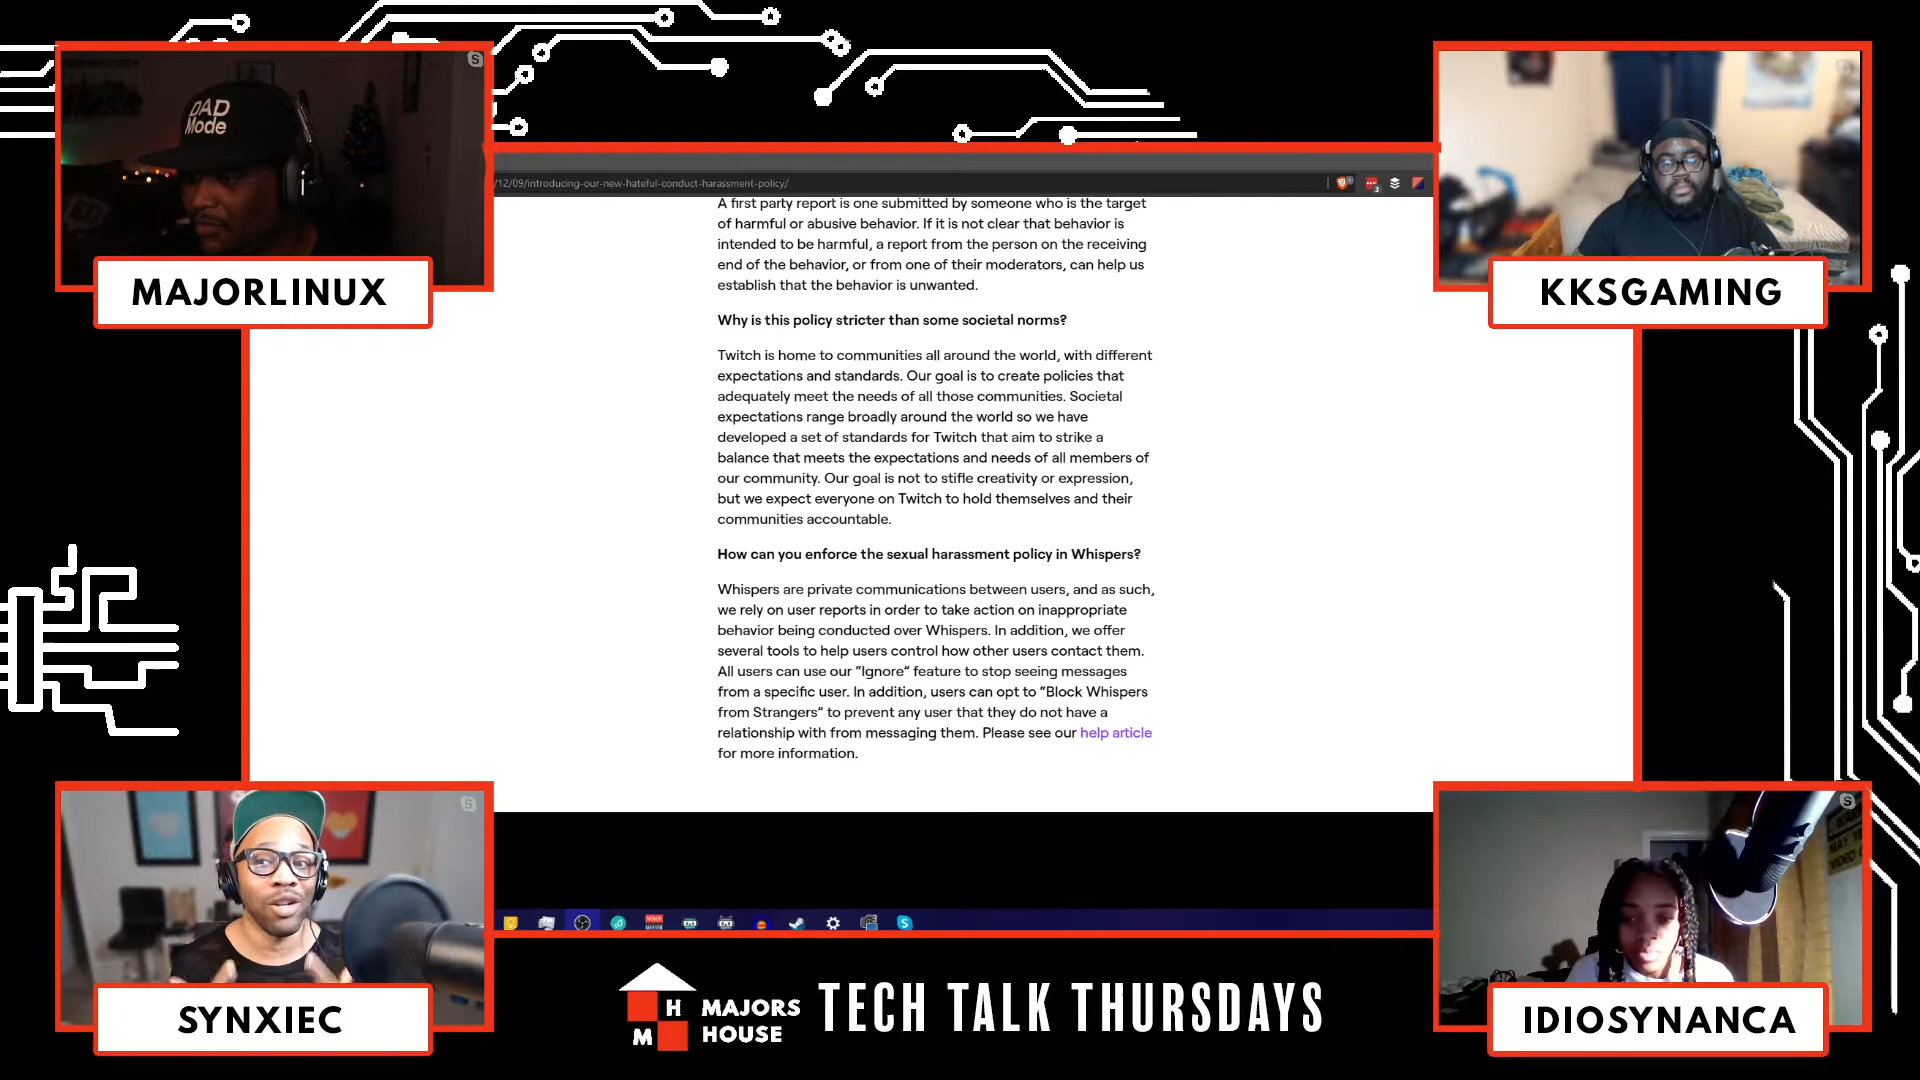 DAD
Mode
MAJORLINUX
KKSGAMING
/12/09/introducing-our-new-hateful-conduct-harassment-policy/
A first party report is one submitted by someone who is the target
of harmful or abusive behavior. If it is not clear that behavior is
intended to be harmful, a report from the person on the receiving
end of the behavior, or from one of their moderators, can help us
establish that the behavior is unwanted.
Why is this policy stricter than some societal norms?
Twitch is home to communities all around the world, with different
expectations and standards. Our goal is to create policies that
adequately meet the needs of all those communities. Societal
expectations range broadly around the world so we have
developed a set of standards for Twitch that aim to strike a
balance that meets the expectations and needs of all members of
our community. Our goal is not to stifle creativity or expression,
but we expect everyone on Twitch to hold themselves and their
communities accountable.
How can you enforce the sexual harassment policy in Whispers?
Whispers are private communications between users, and as such,
we rely on user reports in order to take action on inappropriate
behavior being conducted over Whispers. In addition, we offer
several tools to help users control how other users contact them.
All users can use our “Ignore” feature to stop seeing messages
from a specific user. In addition, users can opt to “Block Whispers
from Strangers” to prevent any user that they do not have a
relationship with from messaging them. Please see our help article
for more information.
SYNXIEC
IDIOSYNANCA
H
M
MAJORS
HOUSE
TECH TALK THURSDAYS